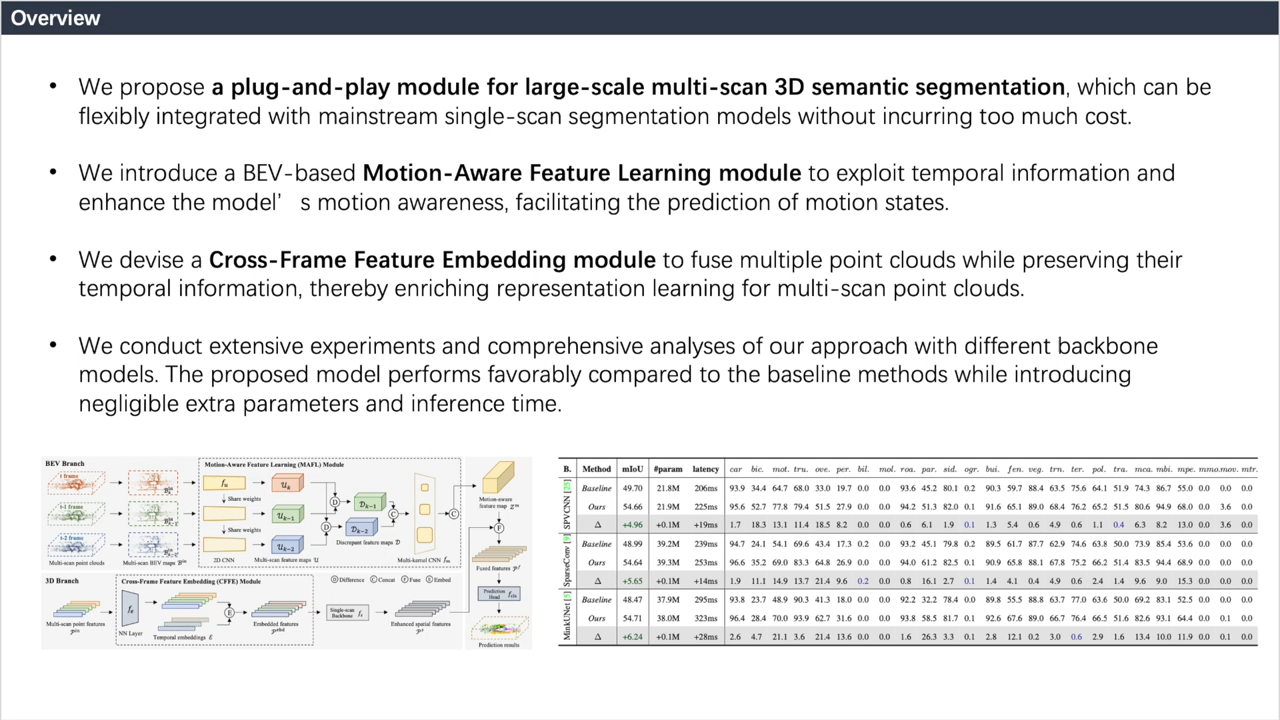 Overview
• We propose a plug-and-play module for large-scale multi-scan 3D semantic segmentation, which can be
flexibly integrated with mainstream single-scan segmentation models without incurring too much cost.
• We introduce a BEV-based Motion-Aware Feature Learning module to exploit temporal information and
enhance the model’ s motion awareness, facilitating the prediction of motion states.
• We devise a Cross-Frame Feature Embedding module to fuse multiple point clouds while preserving their
temporal information, thereby enriching representation learning for multi-scan point clouds.
• We conduct extensive experiments and comprehensive analyses of our approach with different backbone
models. The proposed model performs favorably compared to the baseline methods while introducing
negligible extra parameters and inference time.
BEV Branch
Motion-Aware Feature Learning (MAFL) Module
t frame
t-1 frame
t-2 frame
Share weights
Share weights
Multi-scan point clouds
Multi-scan BEV maps
2D CNN
Multi-scan feature maps
Discrepant feature maps
Multi-kernel CNN
Motion-aware
feature map
Fused features
Prediction
Head
Prediction results
3D Branch
Cross-Frame Feature Embedding (CFFE) Module
Ⓓ Difference Ⓒ Concat Ⓕ Fuse Ⓔ Embed
Multi-scan point features
NN Layer
Temporal embeddings
Embedded
features
Single-scan
Backbone
Enhanced spatial
features
B. Method mIoU #param latency car bic. mot. tru. ove. per. bil. mol. roa. par. sid. ogr. bui. fen. veg. trn. ter. pol. tra. mca. mbi. mpe. mmo. mov. mtr.
SPVCNN [25]
Baseline 49.70 21.8M 206ms 93.9 34.4 64.7 68.0 33.0 19.7 0.0 0.0 93.6 45.2 80.1 0.2 90.3 59.7 88.4 63.5 75.6 64.1 51.9 74.3 86.7 55.0 0.0 0.0 0.0
Ours 54.66 21.9M 225ms 95.6 52.7 77.8 79.4 51.5 27.9 0.0 0.0 94.2 51.3 82.0 0.1 91.6 65.1 89.0 68.4 76.2 65.2 51.5 80.6 94.9 68.0 0.0 3.6 0.0
Δ +4.96 +0.1M +19ms 1.7 18.3 13.1 11.4 18.5 8.2 0.0 0.0 0.6 6.1 1.9 0.1 1.3 5.4 0.6 4.9 0.6 1.1 0.4 6.3 8.2 13.0 0.0 3.6 0.0
SparseConv
Baseline 48.99 39.2M 239ms 94.7 24.1 54.1 69.6 43.4 17.3 0.2 0.0 93.2 45.1 79.8 0.2 89.5 61.7 87.7 62.9 74.6 63.8 50.0 73.9 85.4 53.6 0.0 0.0 0.0
Ours 54.64 39.3M 253ms 96.6 35.2 69.0 83.3 64.8 26.9 0.0 0.0 94.0 61.2 82.5 0.1 90.9 65.8 88.1 67.8 75.2 66.2 51.4 83.5 94.4 68.9 0.0 0.0 0.0
Δ +5.65 +0.1M +14ms 1.9 11.1 14.9 13.7 21.4 9.6 0.2 0.0 0.8 16.1 2.7 0.1 1.4 4.1 0.4 4.9 0.6 2.4 1.4 9.6 9.0 15.3 0.0 0.0 0.0
MinkUNet
Baseline 48.47 37.9M 295ms 93.8 23.7 48.9 90.3 41.3 18.0 0.0 0.0 92.2 32.2 78.4 0.0 89.8 55.5 88.8 63.7 77.0 63.6 50.0 69.2 83.1 52.5 0.0 0.0 0.0
Ours 54.71 38.0M 323ms 96.4 28.4 70.0 93.9 62.7 31.6 0.0 0.0 93.8 58.5 81.7 0.1 92.6 67.6 89.0 66.7 76.4 66.5 51.6 82.6 93.1 64.4 0.0 0.1 0.0
Δ +6.24 +0.1M +28ms 2.6 4.7 21.1 3.6 21.4 13.6 0.0 0.0 1.6 26.3 3.3 0.1 2.8 12.1 0.2 3.0 0.6 2.9 1.6 13.4 10.0 11.9 0.0 0.1 0.0